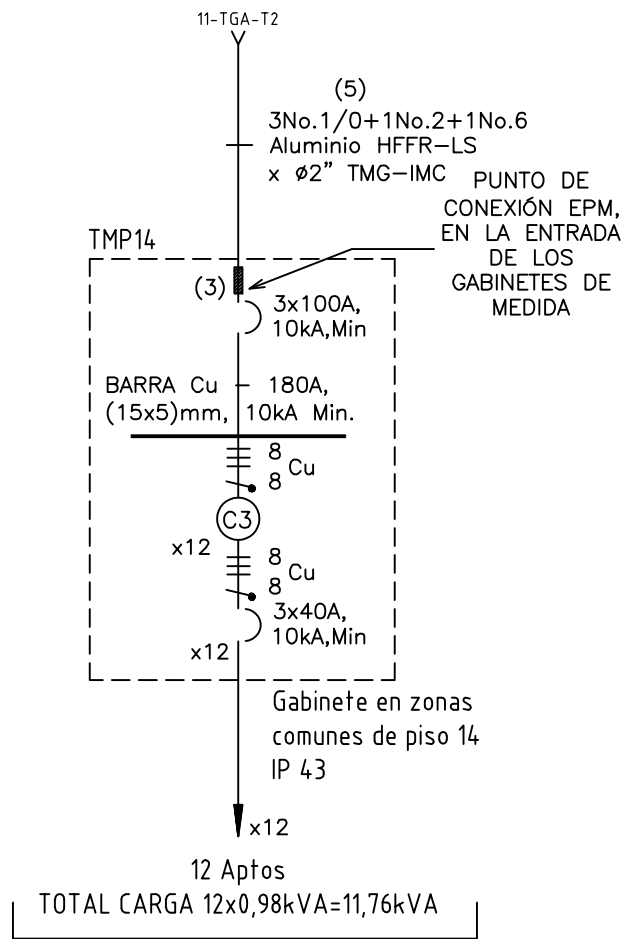 11-TGA-T2
(5)
3No.1/0+1No.2+1No.6
Aluminio HFFR-LS
x ø2" TMG-IMC
PUNTO DE
CONEXIÓN EPM,
EN LA ENTRADA
DE LOS
GABINETES DE
MEDIDA
TMP14
(3)
3x100A,
10kA,Min
BARRA Cu 180A,
(15x5)mm, 10kA Min.
8
Cu
8
C3
x12
8
Cu
8
3x40A,
10kA,Min
x12
Gabinete en zonas
comunes de piso 14
IP 43
x12
12 Aptos
TOTAL CARGA 12x0,98kVA=11,76kVA